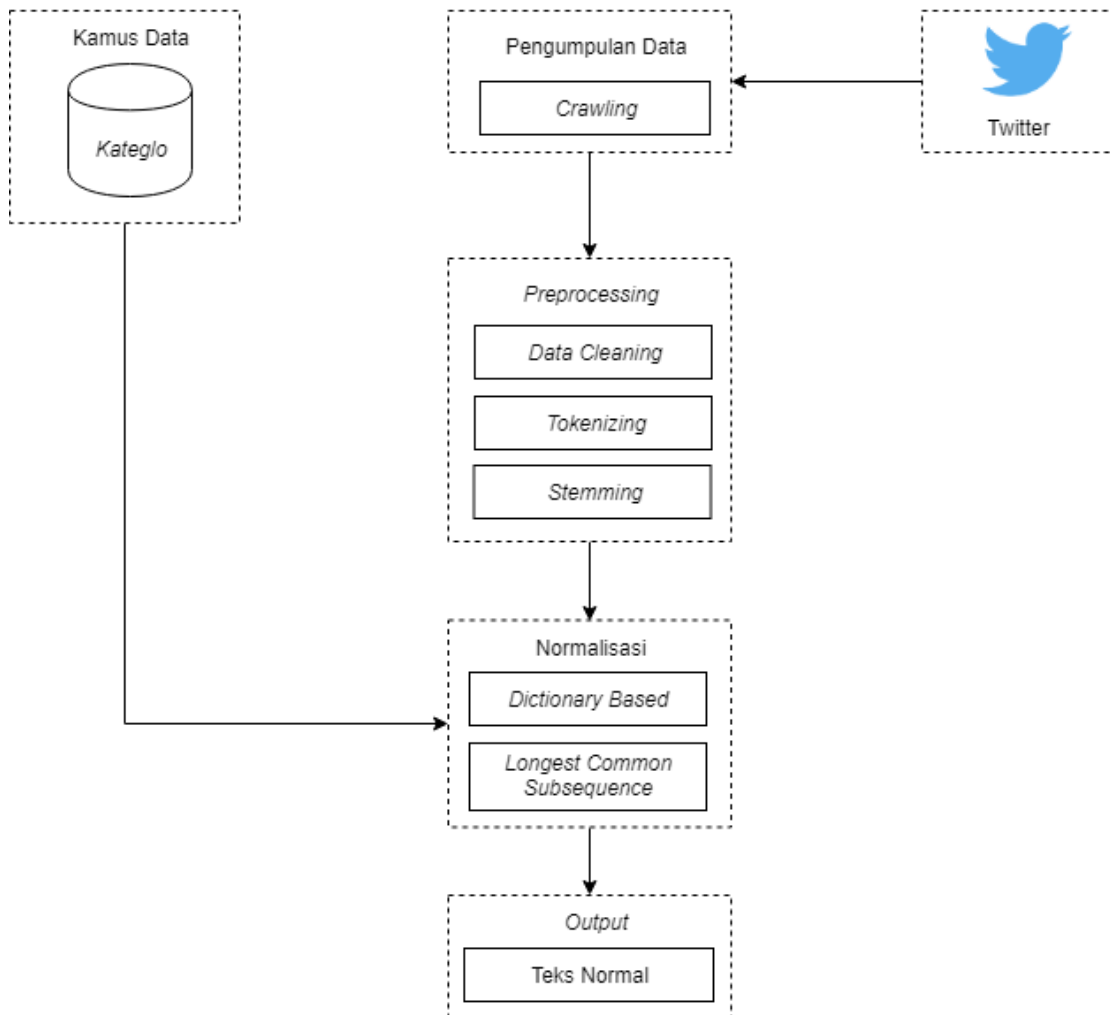 Kamus Data
Kateglo
Pengumpulan Data
Crawling
Twitter
Preprocessing
Data Cleaning
Tokenizing
Stemming
Normalisasi
Dictionary Based
Longest Common
Subsequence
Output
Teks Normal